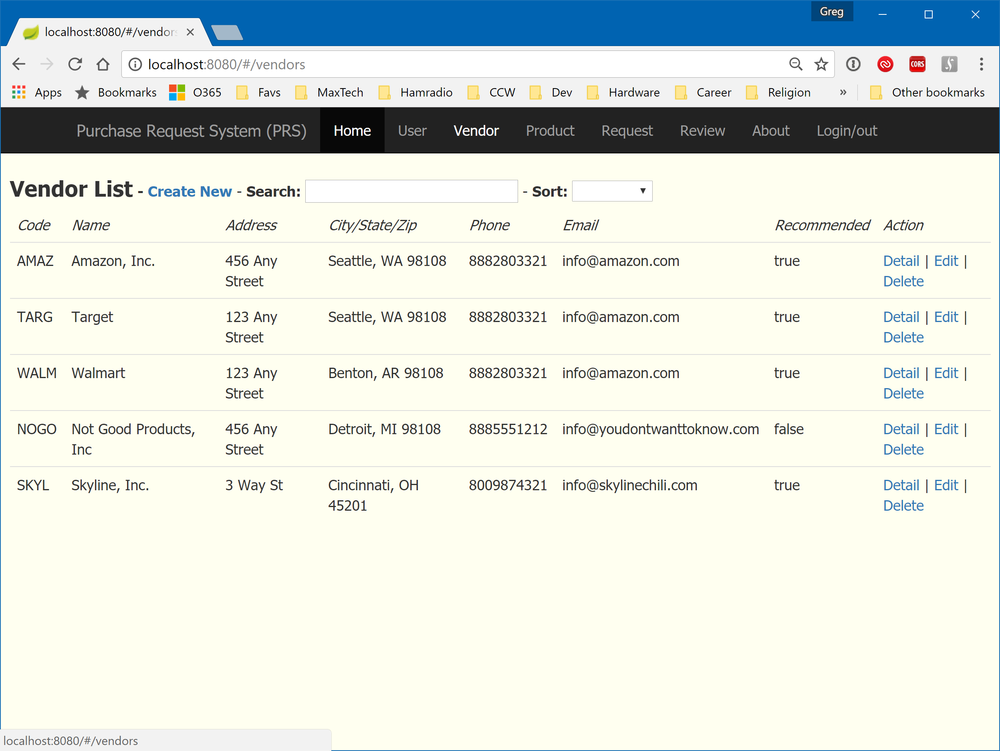 Greg
localhost:8080/#/vendors
localhost:8080/#/vendors
CORS
Apps Bookmarks O365 Favs MaxTech Hamradio CCW Dev Hardware Career Religion » Other bookmarks
Purchase Request System (PRS) Home User Vendor Product Request Review About Login/out
Vendor List - Create New - Search: - Sort:
Code Name Address City/State/Zip Phone Email Recommended Action
AMAZ Amazon, Inc. 456 Any Seattle, WA 98108 8882803321 info@amazon.com true Detail | Edit |
Street Delete
TARG Target 123 Any Seattle, WA 98108 8882803321 info@amazon.com true Detail | Edit |
Street Delete
WALM Walmart 123 Any Benton, AR 98108 8882803321 info@amazon.com true Detail | Edit |
Street Delete
NOGO Not Good Products, 456 Any Detroit, MI 98108 8885551212 info@youdontwanttoknow.com false Detail | Edit |
Inc Street Delete
SKYL Skyline, Inc. 3 Way St Cincinnati, OH 8009874321 info@skylinechili.com true Detail | Edit |
45201 Delete
localhost:8080/#/vendors